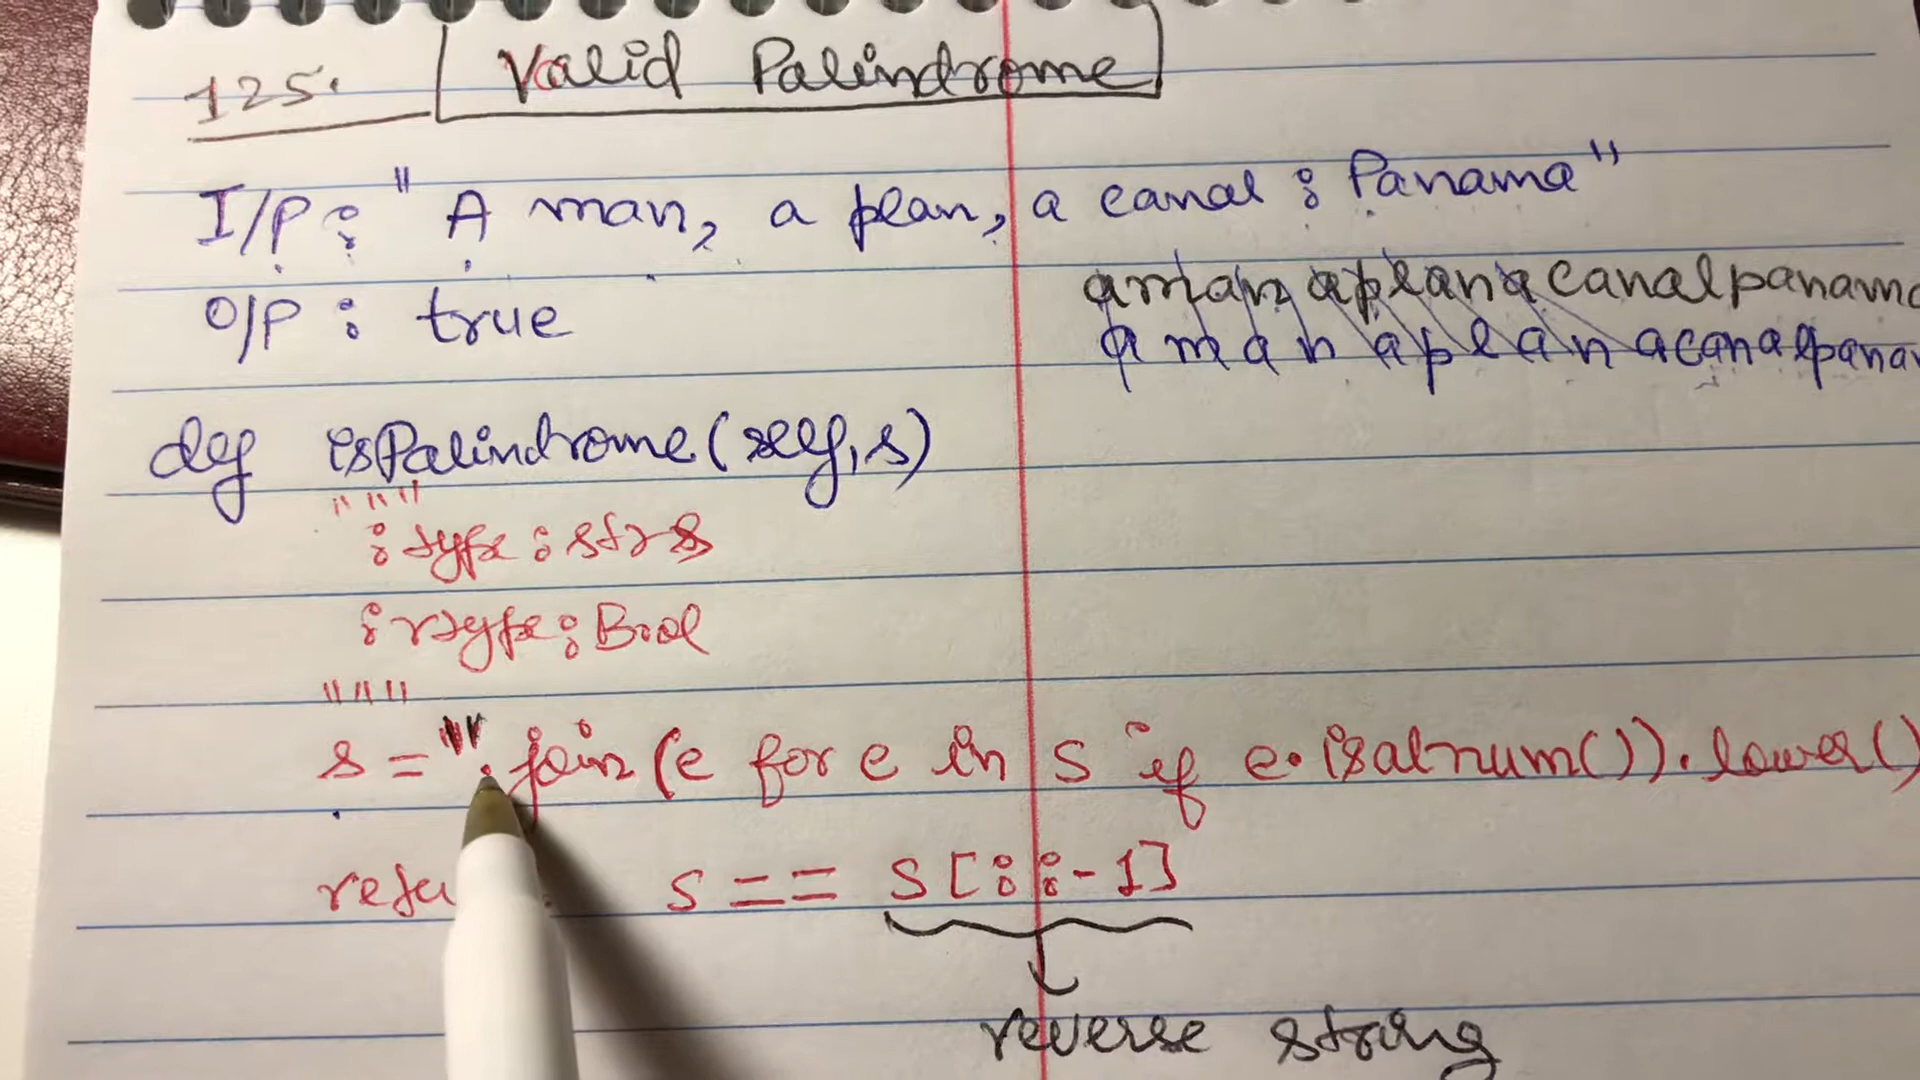 125. Valid Palindrome
I/P : "A man, a plan, a canal : Panama"
O/P : true
amanaplanacanalpanama
amanaplanacanalpanam
def isPalindrome(self, s)
"""
:type : str s
:rtype : Bool
"""
s = "".join(e for e in s if e.isalnum()).lower()
s == s[::-1]
reverse string